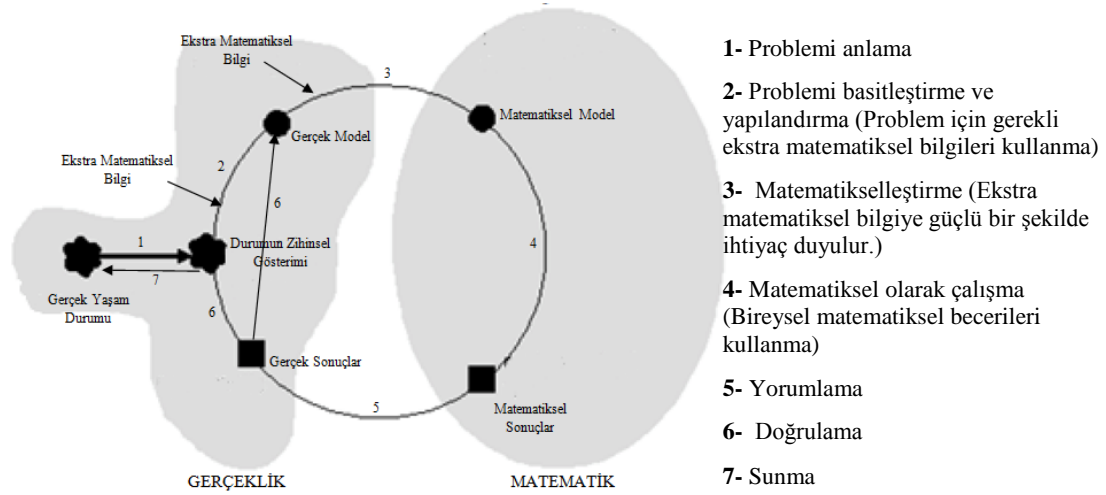 Ekstra Matematiksel
Bilgi
3
Gerçek Model
Matematiksel Model
Ekstra Matematiksel
Bilgi
2
6
1
Durumun Zihinsel
Gösterimi
4
7
Gerçek Yaşam
Durumu
6
Gerçek Sonuçlar
5
Matematiksel
Sonuçlar
GERÇEKLİK
MATEMATİK
1- Problemi anlama
2- Problemi basitleştirme ve
yapılandırma (Problem için gerekli
ekstra matematiksel bilgileri kullanma)
3- Matematikselleştirme (Ekstra
matematiksel bilgiye güçlü bir şekilde
ihtiyaç duyulur.)
4- Matematiksel olarak çalışma
(Bireysel matematiksel becerileri
kullanma)
5- Yorumlama
6- Doğrulama
7- Sunma